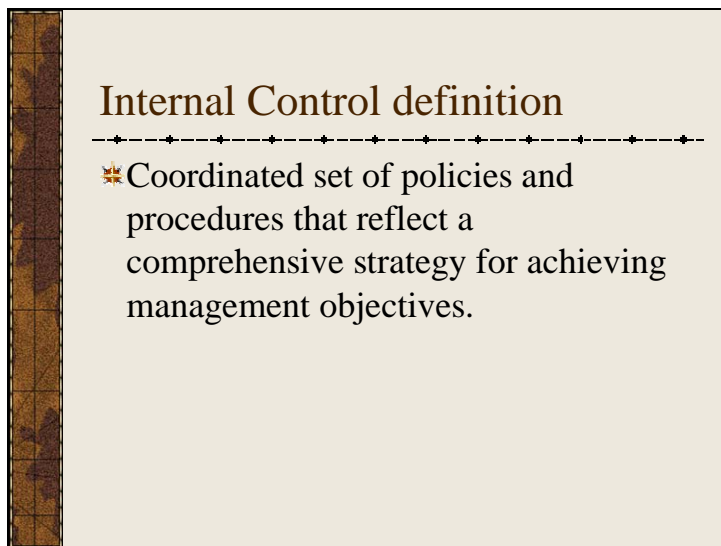 Internal Control definition
Coordinated set of policies and
procedures that reflect a
comprehensive strategy for achieving
management objectives.